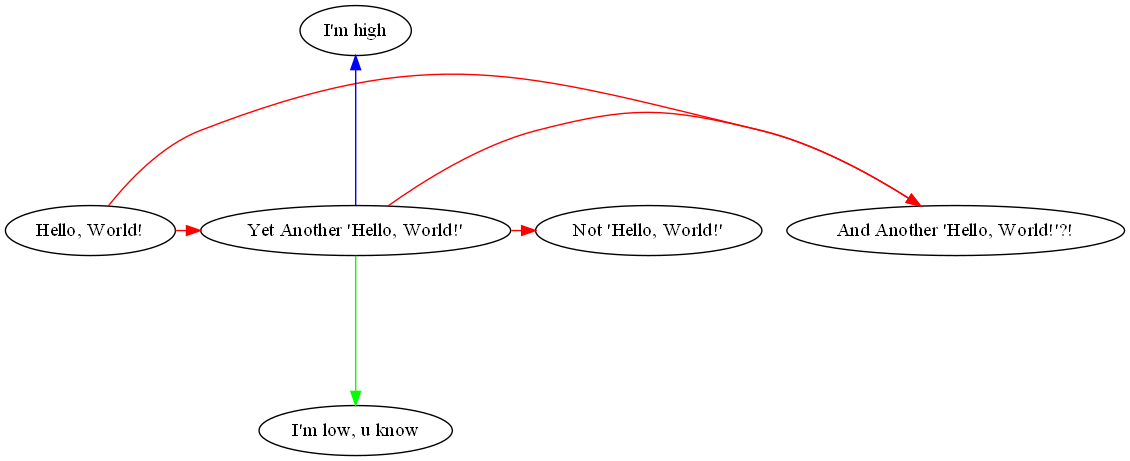 I'm high
Hello, World!
Yet Another 'Hello, World!'
Not 'Hello, World!'
And Another 'Hello, World!'?!
I'm low, u know